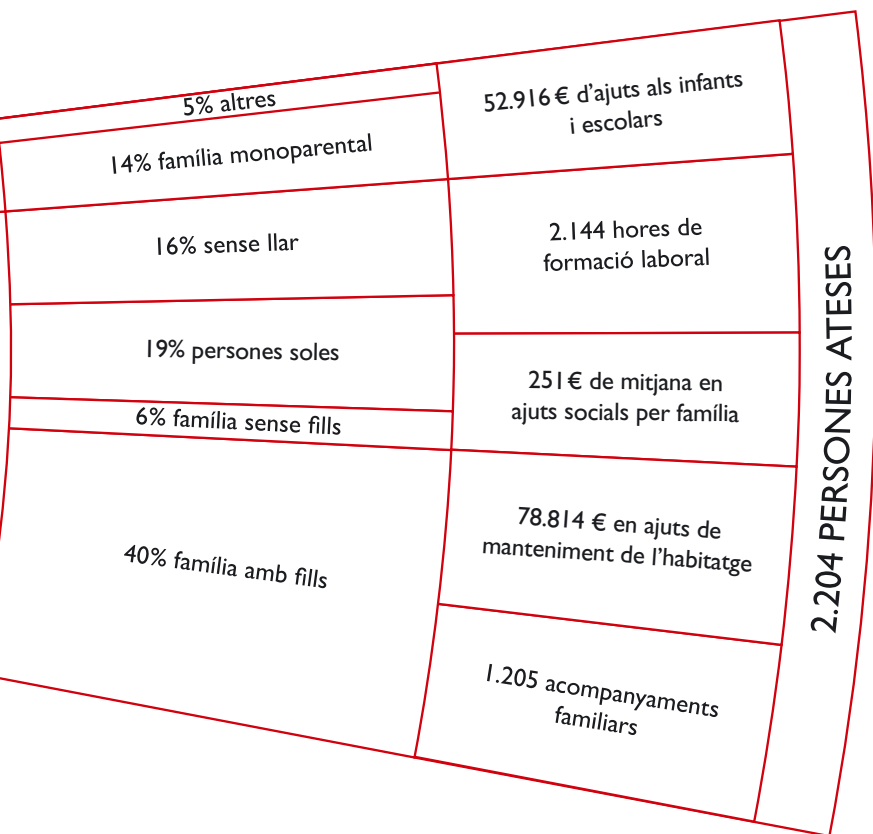 5% altres
14% família monoparental
16% sense llar
19% persones soles
6% família sense fills
40% família amb fills
52.916 € d'ajuts als infants
i escolars
2.144 hores de
formació laboral
251 € de mitjana en
ajuts socials per família
78.814 € en ajuts de
manteniment de l'habitatge
1.205 acompanyaments
familiars
2.204 PERSONES ATESES